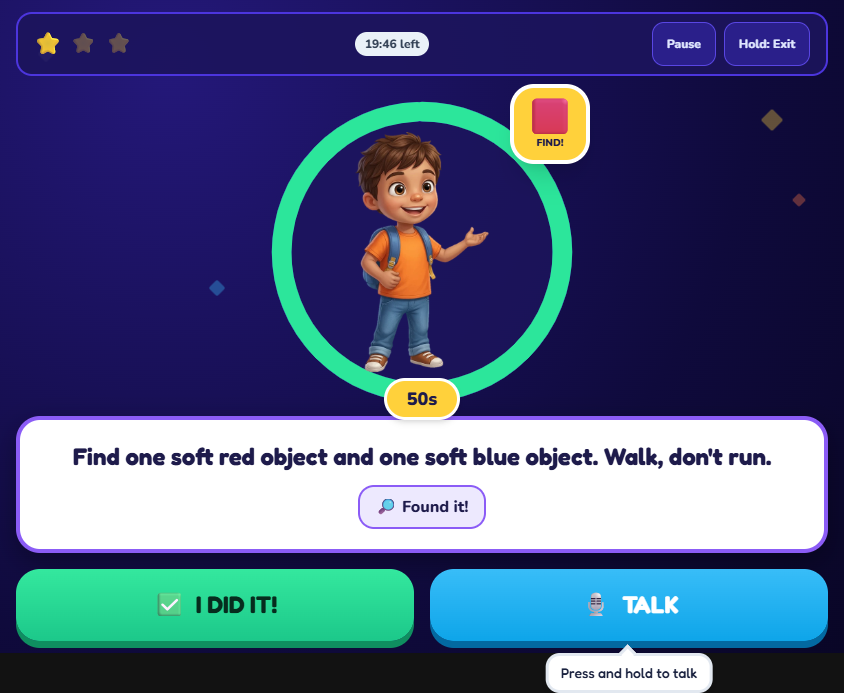 19:46 left
Pause
Hold: Exit
FIND!
50s
Find one soft red object and one soft blue object. Walk, don't run.
Found it!
I DID IT!
TALK
Press and hold to talk